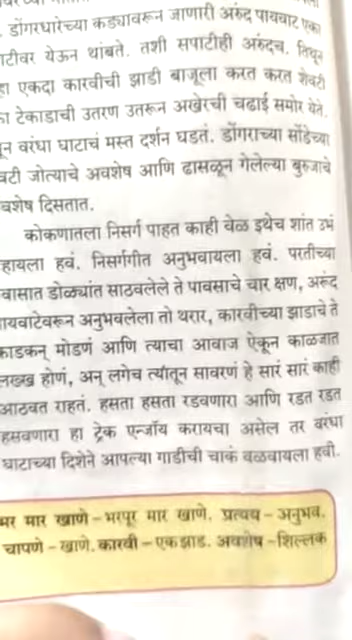 डोंगरधारेच्या कड्यावरून जाणारी अरुंद पायवाट एका
येऊन थांबते. तशी सपाटीही अरुंदच. तिथून
एकदा कारवीची झाडी बाजूला करत करत शेवटी
टेकाडाची उतरण उतरून अखेरची चढाई समोर येते.
वरंधा घाटाचं मस्त दर्शन घडतं. डोंगराच्या सोंडेच्या
जोत्याचे अवशेष आणि ढासळून गेलेल्या बुरुजाचे
दिसतात.
कोकणातला निसर्ग पाहत काही वेळ इथेच शांत उभं
हायला हवं. निसर्गगीत अनुभवायला हवं. परतीच्या
वासात डोळ्यांत साठवलेले ते पावसाचे चार क्षण, अरुंद
ायवाटेवरून अनुभवलेला तो थरार, कारवीच्या झाडाचे ते
काडकन् मोडणं आणि त्याचा आवाज ऐकून काळजात
लख्ख होणं, अन् लगेच त्यातून सावरणं हे सारं सारं काही
आठवत राहतं. हसता हसता रडवणारा आणि रडत रडत
हसवणारा हा ट्रेक एन्जॉय करायचा असेल तर वरंधा
घाटाच्या दिशेने आपल्या गाडीची चाकं वळवायला हवी.
मर मार खाणे – भरपूर मार खाणे. प्रत्यय – अनुभव.
चापणे – खाणे. कारवी – एक झाड. अवशेष – शिल्लक